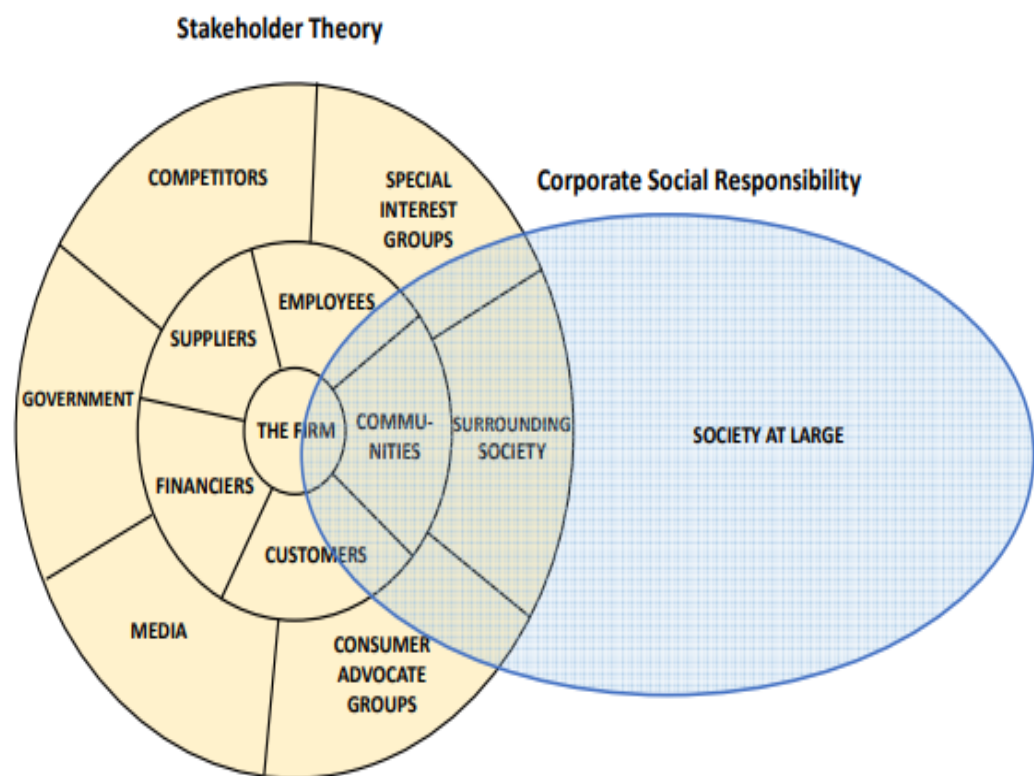 Stakeholder Theory
Corporate Social Responsibility
COMPETITORS
SPECIAL
INTEREST
GROUPS
EMPLOYEES
SUPPLIERS
GOVERNMENT
THE FIRM
COMMU-
NITIES
SURROUNDING
SOCIETY
SOCIETY AT LARGE
FINANCIERS
CUSTOMERS
MEDIA
CONSUMER
ADVOCATE
GROUPS